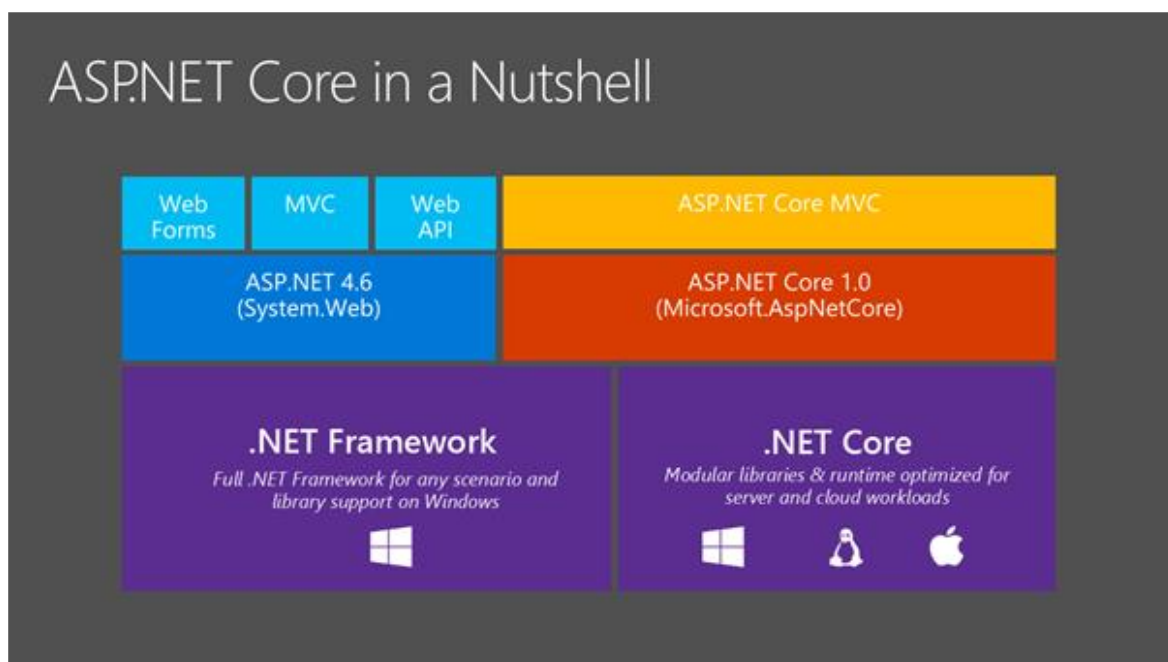 ASP.NET Core in a Nutshell
Web
Forms
MVC
Web
API
ASP.NET Core MVC
ASP.NET 4.6
(System.Web)
ASP.NET Core 1.0
(Microsoft.AspNetCore)
.NET Framework
Full .NET Framework for any scenario and
library support on Windows
.NET Core
Modular libraries & runtime optimized for
server and cloud workloads